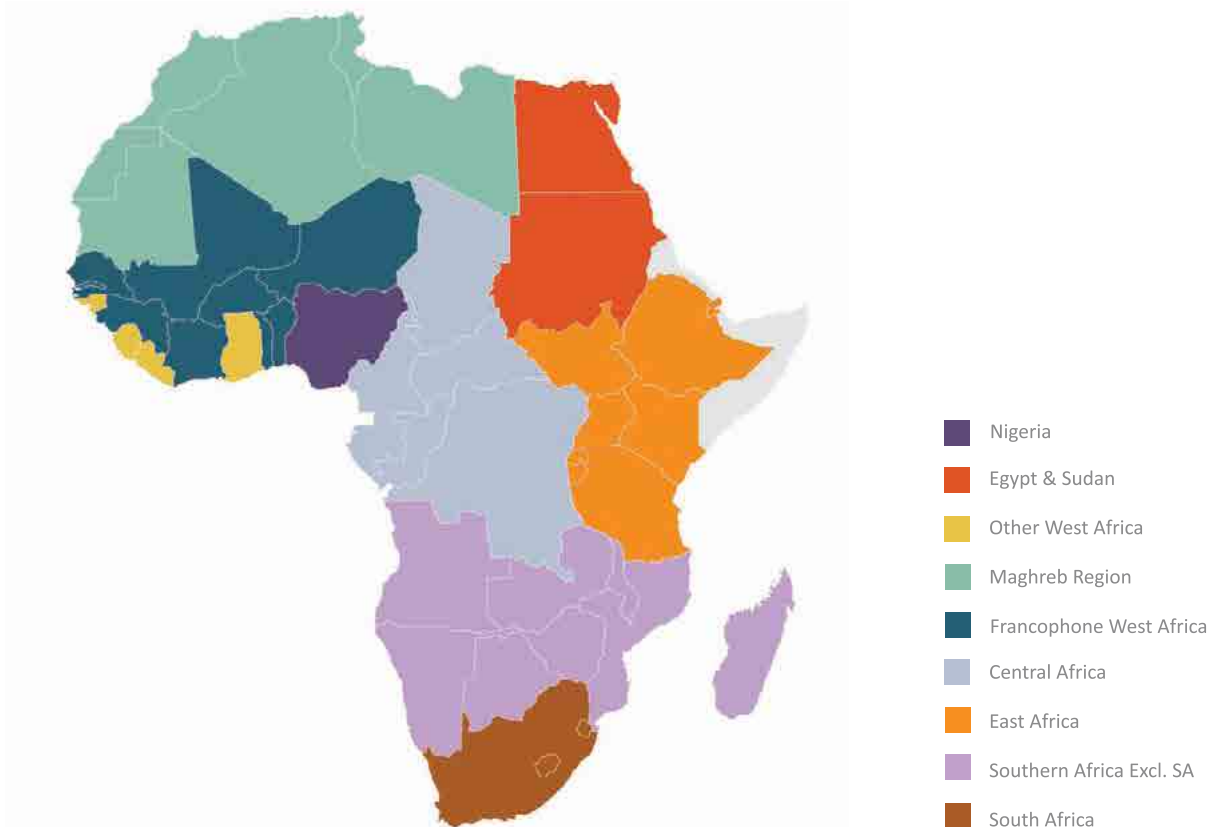 Nigeria
Egypt & Sudan
Other West Africa
Maghreb Region
Francophone West Africa
Central Africa
East Africa
Southern Africa Excl. SA
South Africa